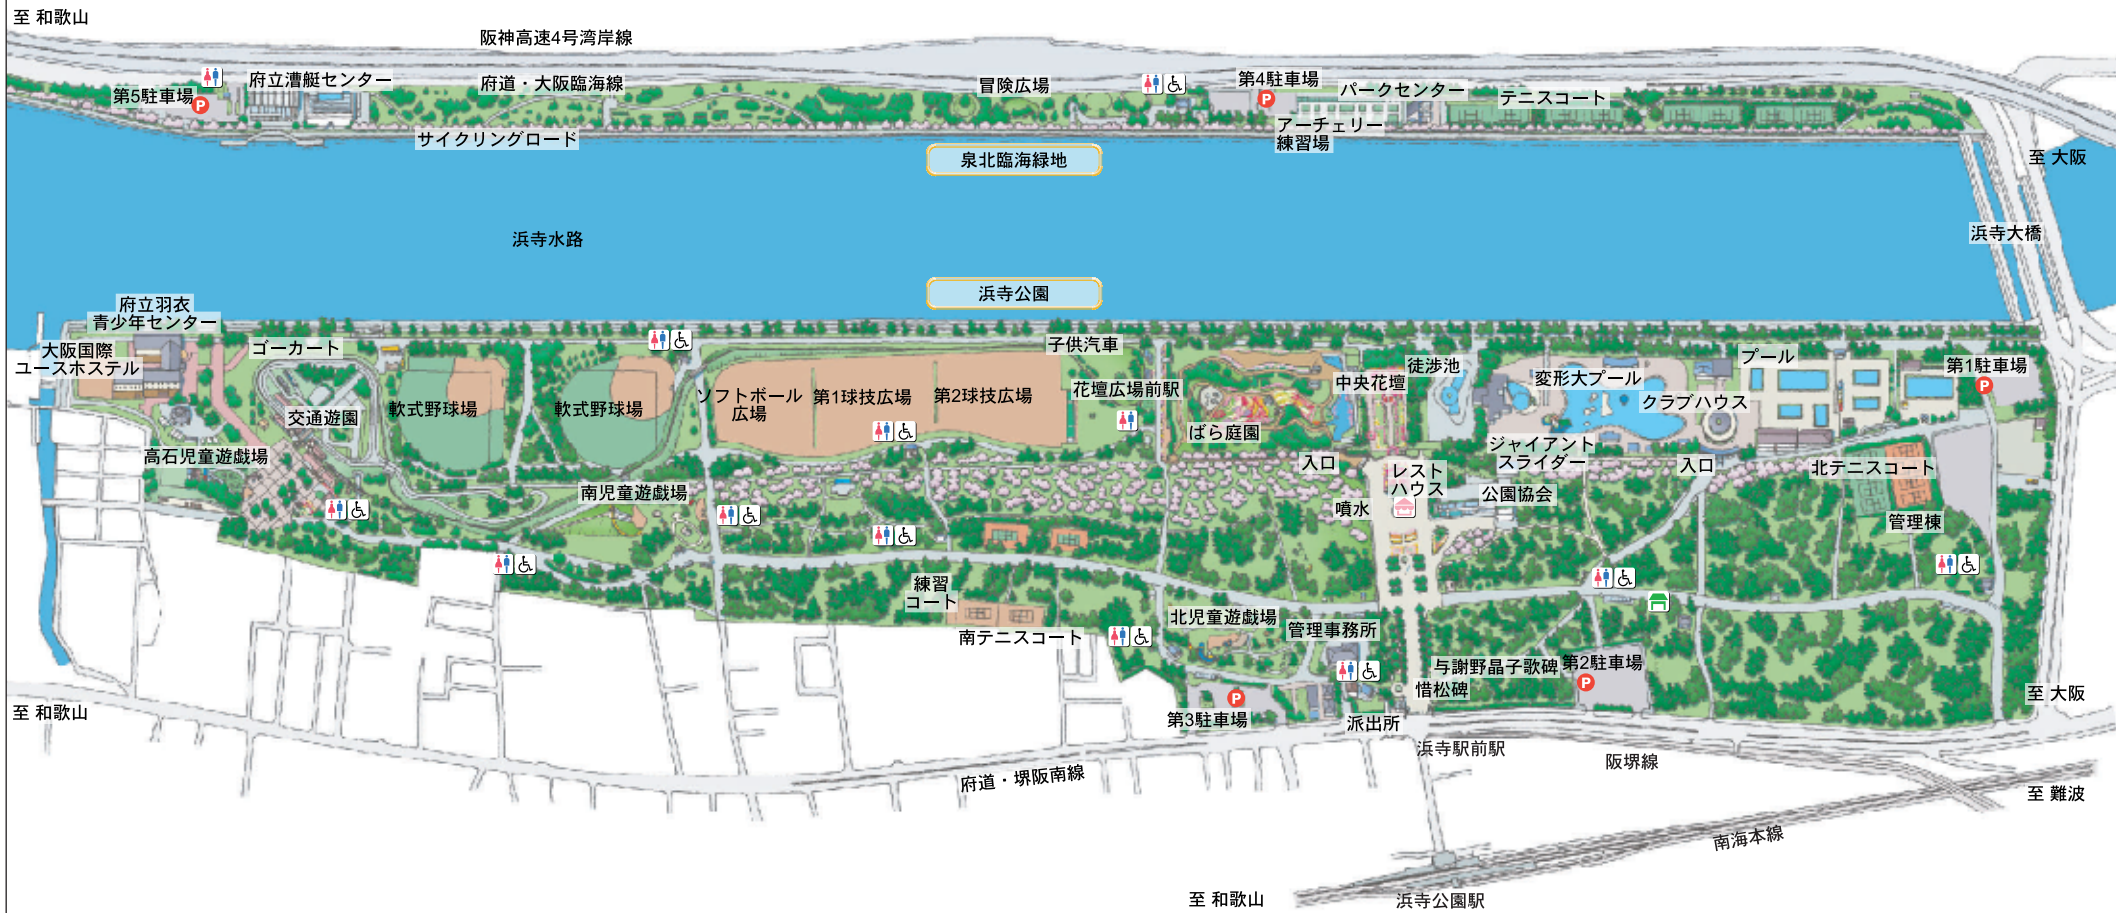 至 和歌山
阪神高速4号湾岸線
府立漕艇センター
府道・大阪臨海線
冒険広場
第4駐車場
P
パークセンター
テニスコート
第5駐車場
P
サイクリングロード
アーチェリー
練習場
泉北臨海緑地
至 大阪
浜寺水路
浜寺大橋
浜寺公園
府立羽衣
青少年センター
大阪国際
ユースホステル
ゴーカート
子供汽車
徒渉池
プール
第1駐車場
P
交通遊園
軟式野球場
軟式野球場
ソフトボール
広場
第1球技広場
第2球技広場
花壇広場前駅
中央花壇
変形大プール
クラブハウス
ばら庭園
高石児童遊戯場
入口
レスト
ハウス
ジャイアント
スライダー
入口
北テニスコート
南児童遊戯場
噴水
公園協会
管理棟
練習
コート
南テニスコート
北児童遊戯場
管理事務所
与謝野晶子歌碑
第2駐車場
P
惜松碑
至 大阪
至 和歌山
P
第3駐車場
派出所
浜寺駅前駅
阪堺線
府道・堺阪南線
至 難波
南海本線
至 和歌山
浜寺公園駅